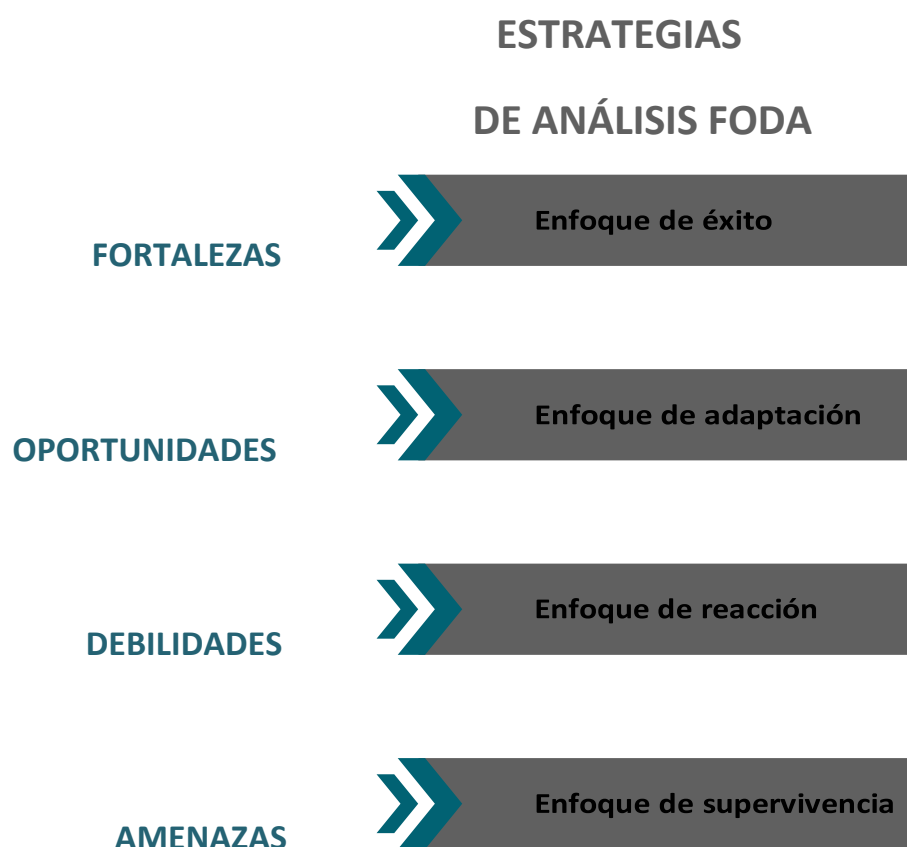 ESTRATEGIAS
DE ANÁLISIS FODA
Enfoque de éxito
FORTALEZAS
Enfoque de adaptación
OPORTUNIDADES
Enfoque de reacción
DEBILIDADES
Enfoque de supervivencia
AMENAZAS